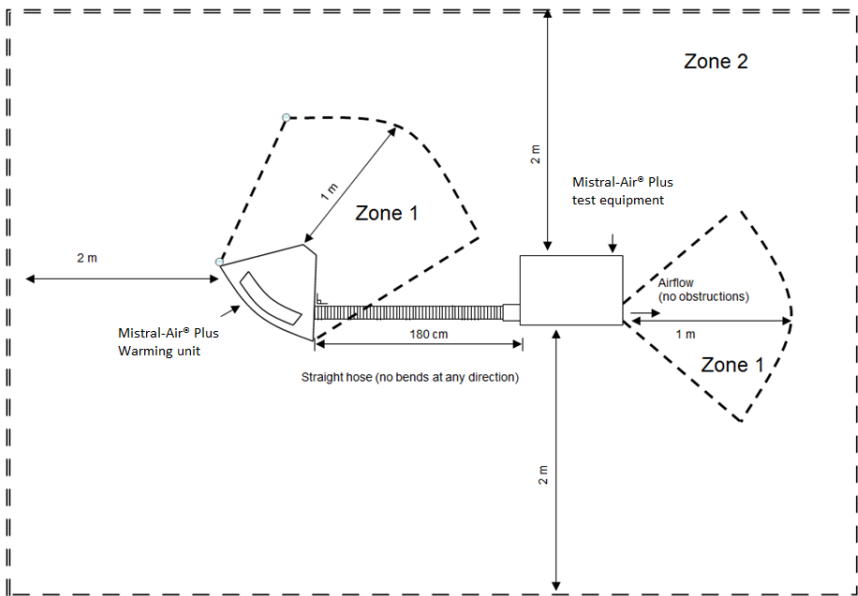 Zone 2
2 m
Mistral-Air® Plus
test equipment
1 m
Zone 1
2 m
Airflow
(no obstructions)
Mistral-Air® Plus
Warming unit
180 cm
1 m
Zone 1
Straight hose (no bends at any direction)
2 m